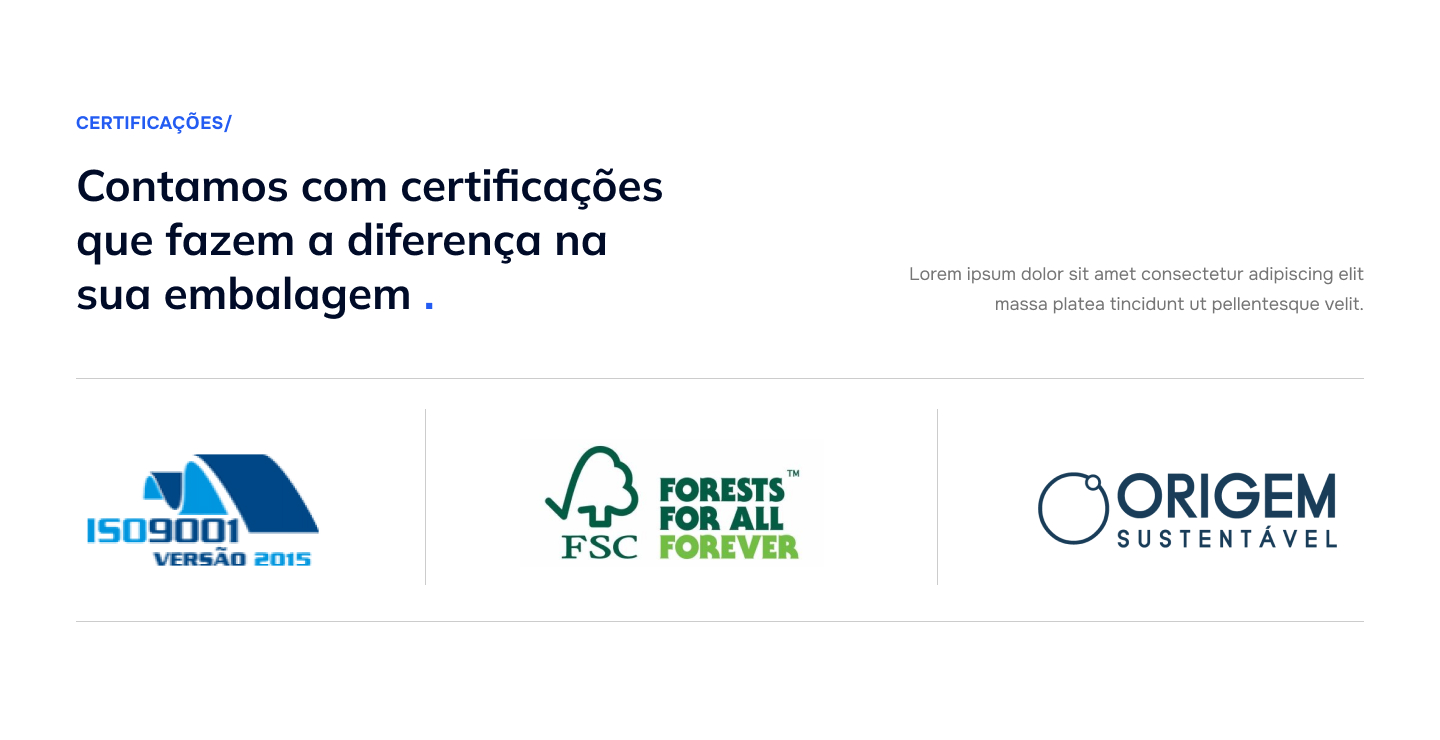 CERTIFICAÇÕES/
Contamos com certificações
que fazem a diferença na
sua embalagem .
Lorem ipsum dolor sit amet consectetur adipiscing elit
massa platea tincidunt ut pellentesque velit.
ISO9001
VERSÃO 2015
FSC
FORESTS™
FOR ALL
FOREVER
ORIGEM
SUSTENTÁVEL